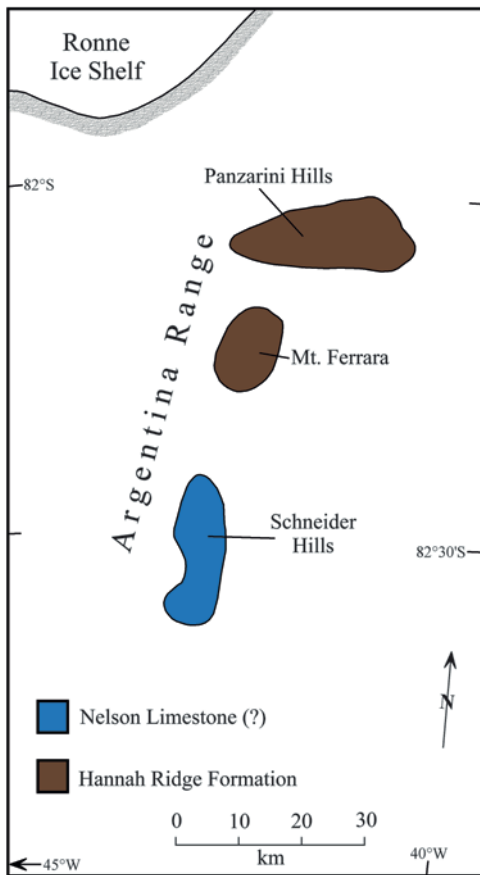 Ronne
Ice Shelf
82°S
Panzarini Hills
Argentina Range
Mt. Ferrara
Schneider
Hills
82°30'S
N
Nelson Limestone (?)
Hannah Ridge Formation
0 10 20 30
km
45°W
40°W